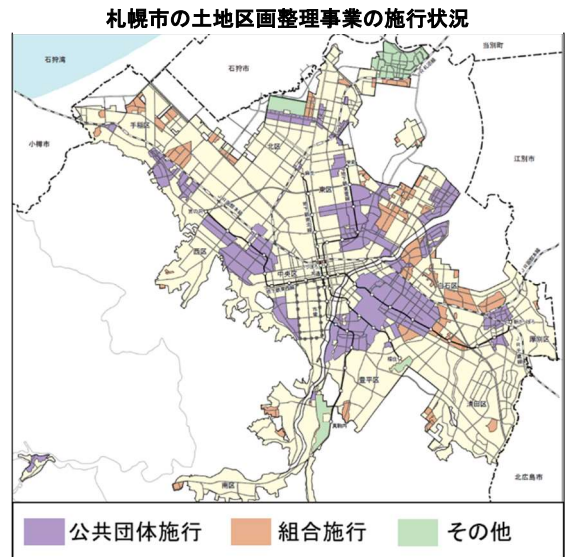 札幌市の土地区画整理事業の施行状況
石狩湾
石狩市
当別町
小樽市
手稲区
北区
江別市
東区
西区
中央区
白石区
厚別区
豊平区
清田区
真駒内
南区
北広島市
公共団体施行
組合施行
その他